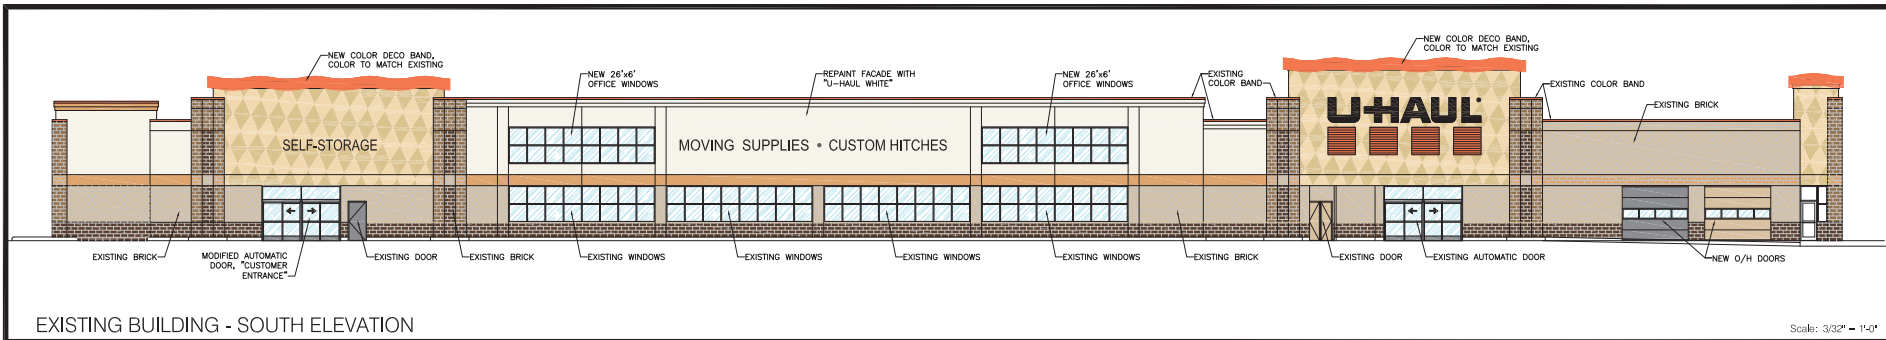 NEW COLOR DECO BAND,
COLOR TO MATCH EXISTING
NEW 26'x6'
OFFICE WINDOWS
REPAINT FACADE WITH
"U-HAUL WHITE"
NEW 26'x6'
OFFICE WINDOWS
EXISTING
COLOR BAND
NEW COLOR DECO BAND,
COLOR TO MATCH EXISTING
EXISTING COLOR BAND
EXISTING BRICK
SELF-STORAGE
MOVING SUPPLIES • CUSTOM HITCHES
U-HAUL
EXISTING BRICK
MODIFIED AUTOMATIC
DOOR, "CUSTOMER
ENTRANCE"
EXISTING DOOR
EXISTING BRICK
EXISTING WINDOWS
EXISTING WINDOWS
EXISTING WINDOWS
EXISTING WINDOWS
EXISTING BRICK
EXISTING DOOR
EXISTING AUTOMATIC DOOR
NEW O/H DOORS
EXISTING BUILDING - SOUTH ELEVATION
Scale: 3/32" = 1'-0"